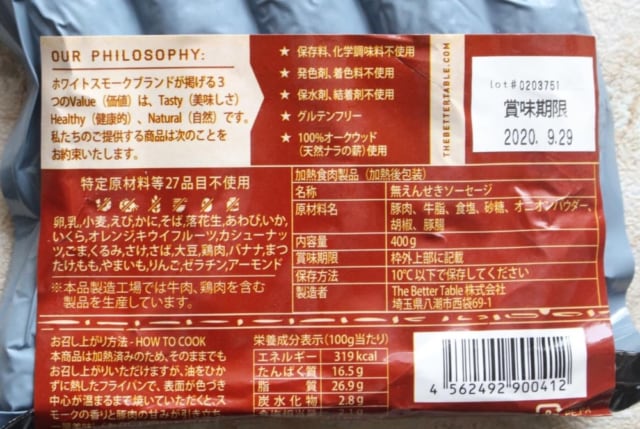 OUR PHILOSOPHY:
ホワイトスモークブランドが掲げる3
つのValue（価値）は、Tasty（美味しさ）
Healthy（健康的）、Natural（自然）です。
私たちのご提供する商品は次のことを
お約束いたします。
★ 保存料、化学調味料不使用
★ 発色剤、着色料不使用
★ 保水剤、結着剤不使用
★ グルテンフリー
★ 100%オークウッド
（天然ナラの薪）使用
THEBETTERTABLE.COM
lot#0203751
賞味期限
2020. 9.29
特定原材料等27品目不使用
卵,乳,小麦,えび,かに,そば,落花生,あわび,いか,
いくら,オレンジ,キウイフルーツ,カシューナッ
ツ,ごま,くるみ,さけ,さば,大豆,鶏肉,バナナ,まつ
たけ,もも,やまいも,りんご,ゼラチン,アーモンド
※本品製造工場では牛肉、鶏肉を含む
製品を生産しています。
加熱食肉製品（加熱後包装）
名称 無えんせきソーセージ
原材料名 豚肉、牛脂、食塩、砂糖、オニオンパウダー、
胡椒、豚腸
内容量 400g
賞味期限 枠外上部に記載
保存方法 10℃以下で保存してください
製造者 The Better Table 株式会社
埼玉県八潮市西袋69-1
お召し上がり方法 - HOW TO COOK
本商品は加熱済みのため、そのままでも
お召し上がりいただけますが、油をひか
ずに熱したフライパンで、表面が色づき
中心が温まるまで焼いていただくと、ス
モークの香りと豚肉の甘みが引き立ち
栄養成分表示（100g当たり）
エネルギー 319 kcal
たんぱく質 16.5 g
脂 質 26.9 g
炭水化物 2.8 g
4 562492 900412